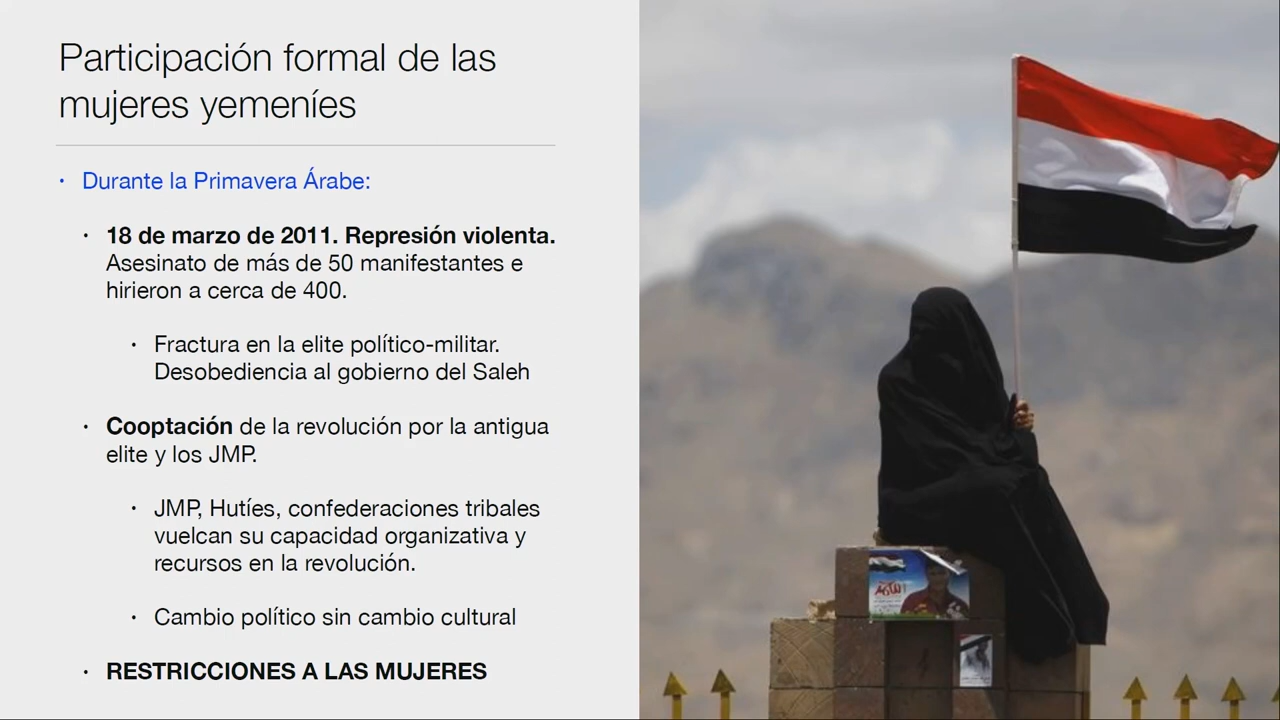 Participación formal de las
mujeres yemeníes
• Durante la Primavera Árabe:
• 18 de marzo de 2011. Represión violenta.
Asesinato de más de 50 manifestantes e
hirieron a cerca de 400.
• Fractura en la elite político-militar.
Desobediencia al gobierno del Saleh
• Cooptación de la revolución por la antigua
elite y los JMP.
• JMP, Hutíes, confederaciones tribales
vuelcan su capacidad organizativa y
recursos en la revolución.
• Cambio político sin cambio cultural
• RESTRICCIONES A LAS MUJERES